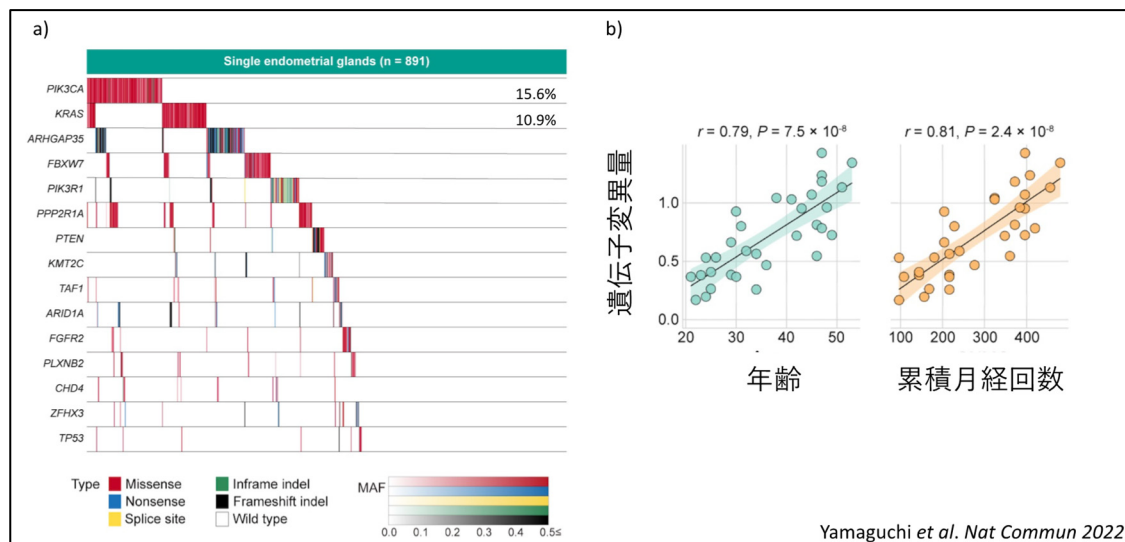 a)
Single endometrial glands (n = 891)
PIK3CA
15.6%
KRAS
10.9%
ARHGAP35
FBXW7
PIK3R1
PPP2R1A
PTEN
KMT2C
TAF1
ARID1A
FGFR2
PLXNB2
CHD4
ZFHX3
TP53
Type
Missense
Nonsense
Splice site
Inframe indel
Frameshift indel
Wild type
MAF
0.0 0.1 0.2 0.3 0.4 0.5≤
b)
r = 0.79, P = 7.5 × 10⁻⁸
r = 0.81, P = 2.4 × 10⁻⁸
遺伝子変異量
1.0
0.5
0.0
20 30 40 50
100 200 300 400
年齢
累積月経回数
Yamaguchi et al. Nat Commun 2022